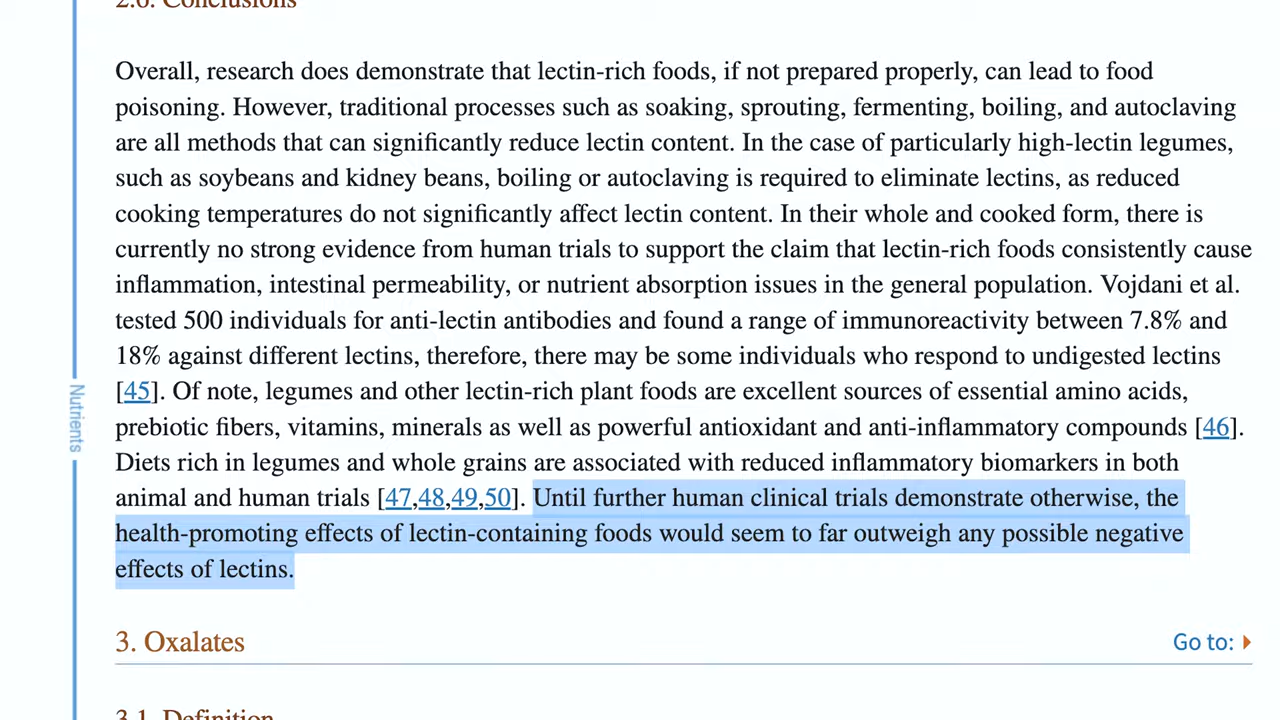 2.6. Conclusions
Overall, research does demonstrate that lectin-rich foods, if not prepared properly, can lead to food
poisoning. However, traditional processes such as soaking, sprouting, fermenting, boiling, and autoclaving
are all methods that can significantly reduce lectin content. In the case of particularly high-lectin legumes,
such as soybeans and kidney beans, boiling or autoclaving is required to eliminate lectins, as reduced
cooking temperatures do not significantly affect lectin content. In their whole and cooked form, there is
currently no strong evidence from human trials to support the claim that lectin-rich foods consistently cause
inflammation, intestinal permeability, or nutrient absorption issues in the general population. Vojdani et al.
tested 500 individuals for anti-lectin antibodies and found a range of immunoreactivity between 7.8% and
18% against different lectins, therefore, there may be some individuals who respond to undigested lectins
[45]. Of note, legumes and other lectin-rich plant foods are excellent sources of essential amino acids,
prebiotic fibers, vitamins, minerals as well as powerful antioxidant and anti-inflammatory compounds [46].
Diets rich in legumes and whole grains are associated with reduced inflammatory biomarkers in both
animal and human trials [47,48,49,50]. Until further human clinical trials demonstrate otherwise, the
health-promoting effects of lectin-containing foods would seem to far outweigh any possible negative
effects of lectins.
Nutrients
3. Oxalates
Go to:
3.1. Definition